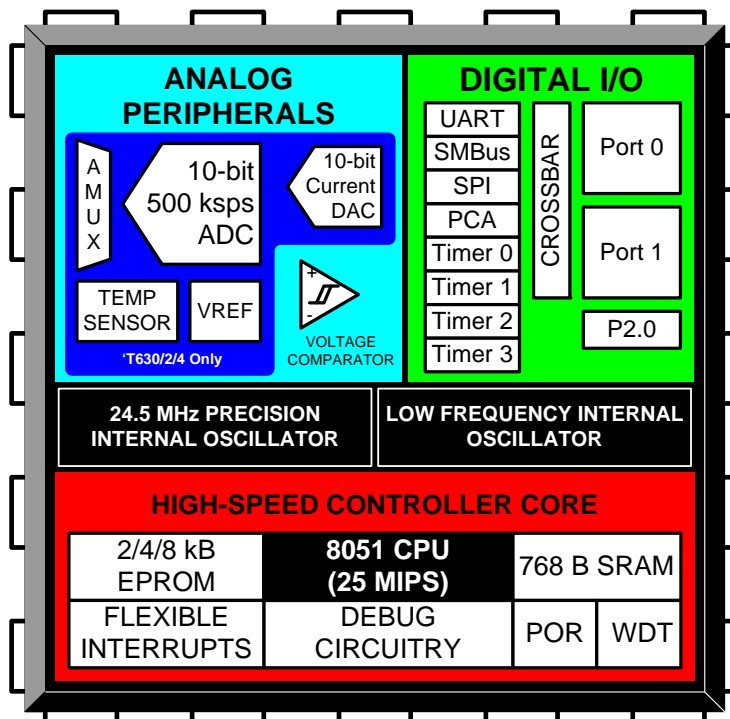 ANALOG
PERIPHERALS
A
M
U
X
10-bit
500 ksps
ADC
10-bit
Current
DAC
TEMP
SENSOR
VREF
+
-
VOLTAGE
COMPARATOR
‘T630/2/4 Only
DIGITAL I/O
UART
SMBus
SPI
PCA
Timer 0
Timer 1
Timer 2
Timer 3
CROSSBAR
Port 0
Port 1
P2.0
24.5 MHz PRECISION
INTERNAL OSCILLATOR
LOW FREQUENCY INTERNAL
OSCILLATOR
HIGH-SPEED CONTROLLER CORE
2/4/8 kB
EPROM
8051 CPU
(25 MIPS)
768 B SRAM
FLEXIBLE
INTERRUPTS
DEBUG
CIRCUITRY
POR
WDT